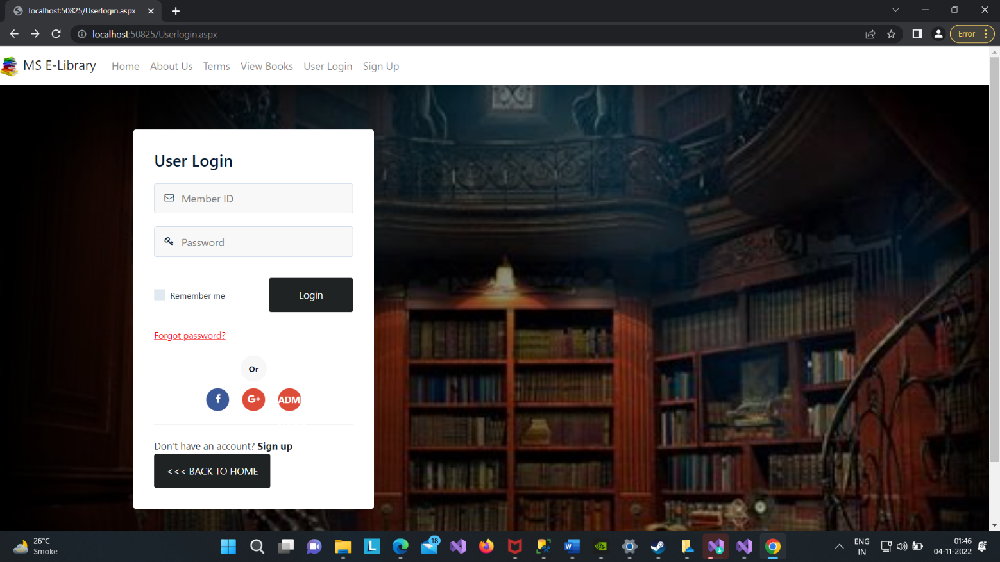 localhost:50825/Userlogin.aspx
localhost:50825/Userlogin.aspx
Error
MS E-Library
Home About Us Terms View Books User Login Sign Up
User Login
Member ID
Password
Remember me
Login
Forgot password?
Or
f G+ ADM
Don't have an account? Sign up
<<< BACK TO HOME
26°C
Smoke
L
18
W
ENG
IN
01:46
04-11-2022